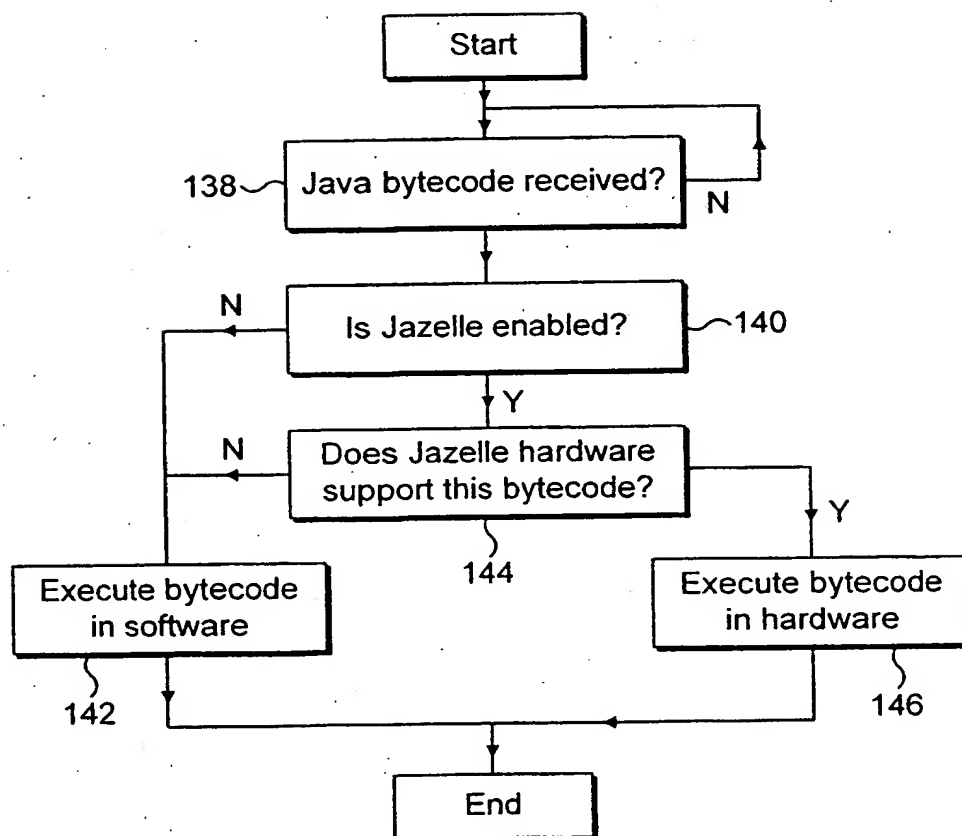 Start
138
Java bytecode received?
N
N
Is Jazelle enabled?
140
Y
N
Does Jazelle hardware
support this bytecode?
Y
144
Execute bytecode
in software
Execute bytecode
in hardware
142
146
End